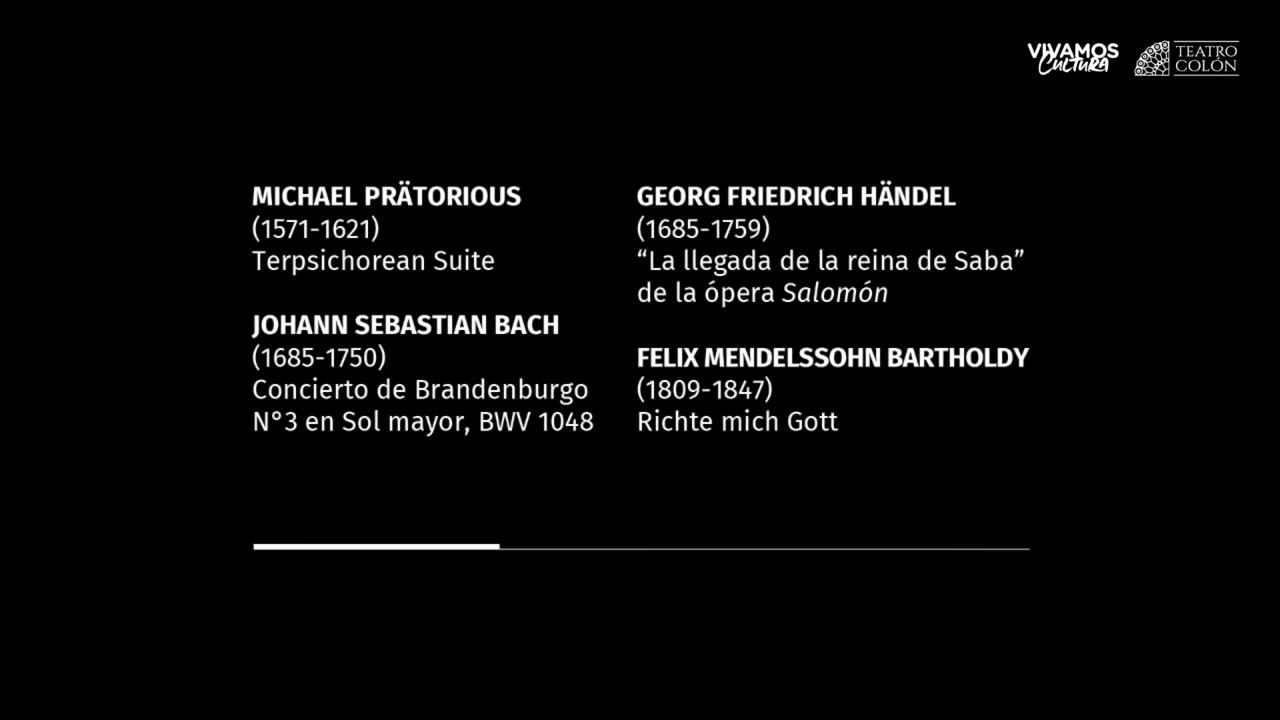 VIVAMOS
CULTURA
TEATRO
COLÓN
MICHAEL PRÄTORIOUS
(1571-1621)
Terpsichorean Suite
JOHANN SEBASTIAN BACH
(1685-1750)
Concierto de Brandenburgo
N°3 en Sol mayor, BWV 1048
GEORG FRIEDRICH HÄNDEL
(1685-1759)
“La llegada de la reina de Saba”
de la ópera Salomón
FELIX MENDELSSOHN BARTHOLDY
(1809-1847)
Richte mich Gott